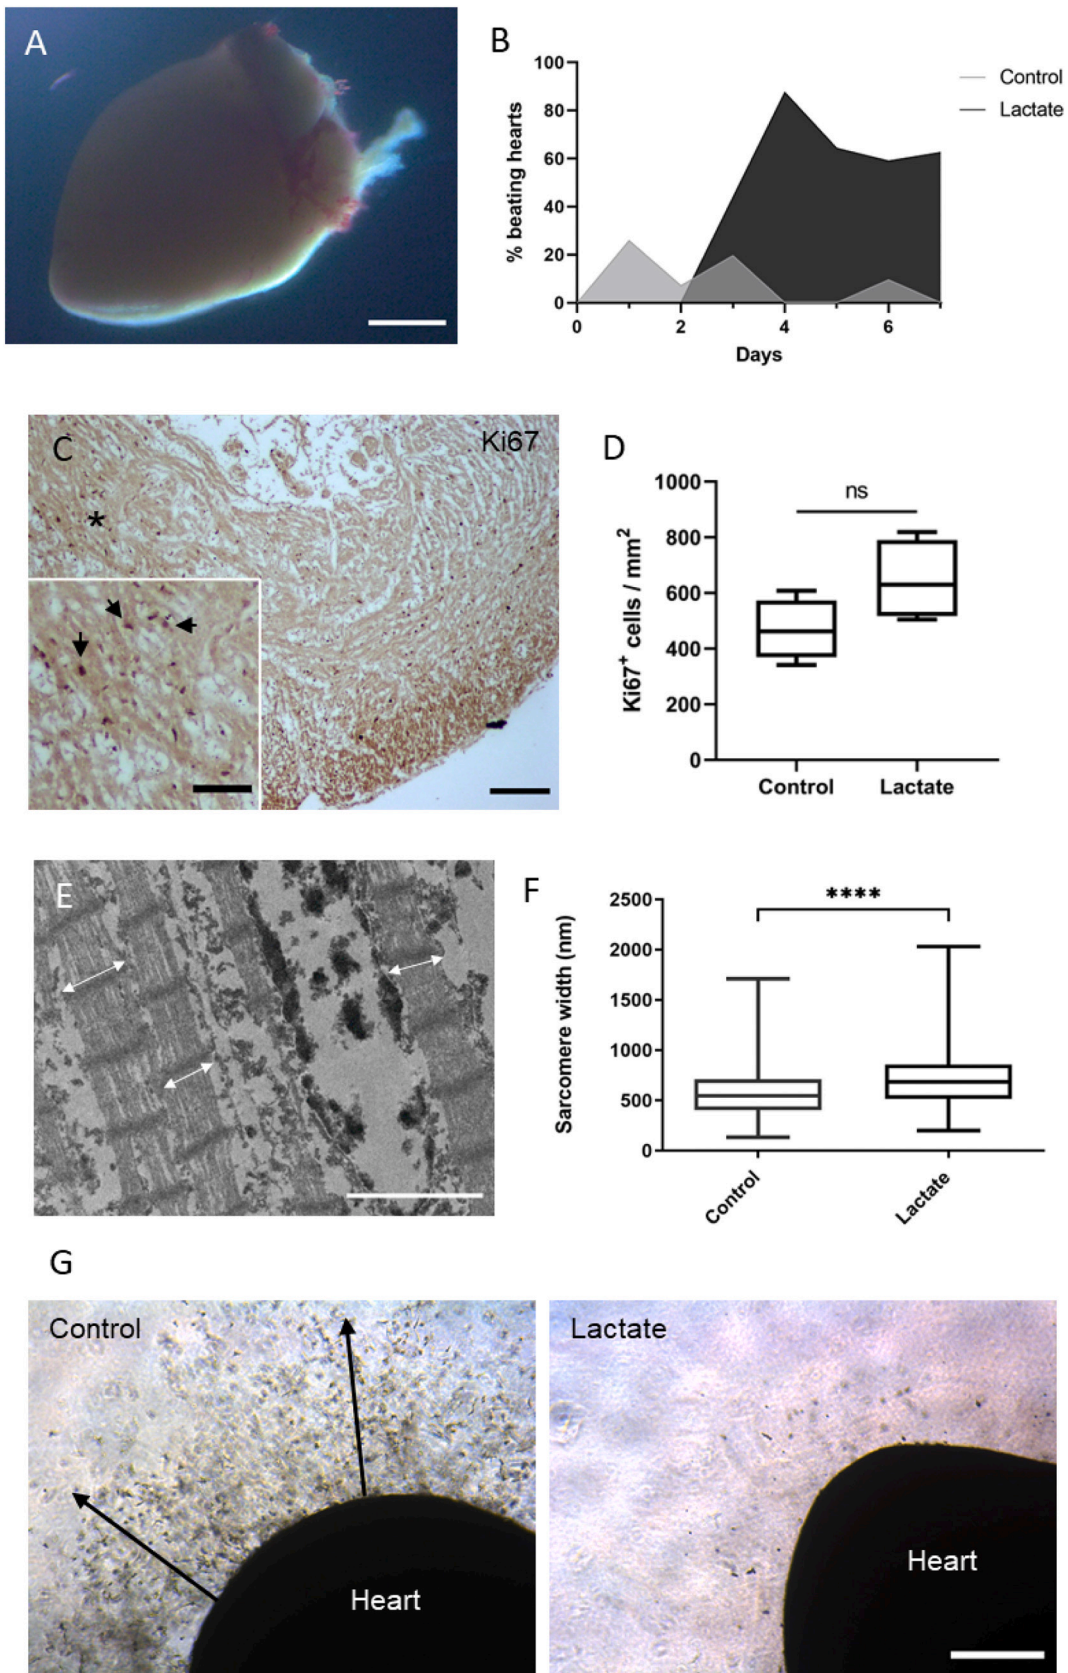 A
B
100
80
60
40
20
0
% beating hearts
0 2 4 6
Days
Control
Lactate
C
Ki67
*
D
1000
800
600
400
200
0
Ki67+ cells / mm2
ns
Control Lactate
E
F
2500
2000
1500
1000
500
0
Sarcomere width (nm)
****
Control
Lactate
G
Control
Heart
Lactate
Heart